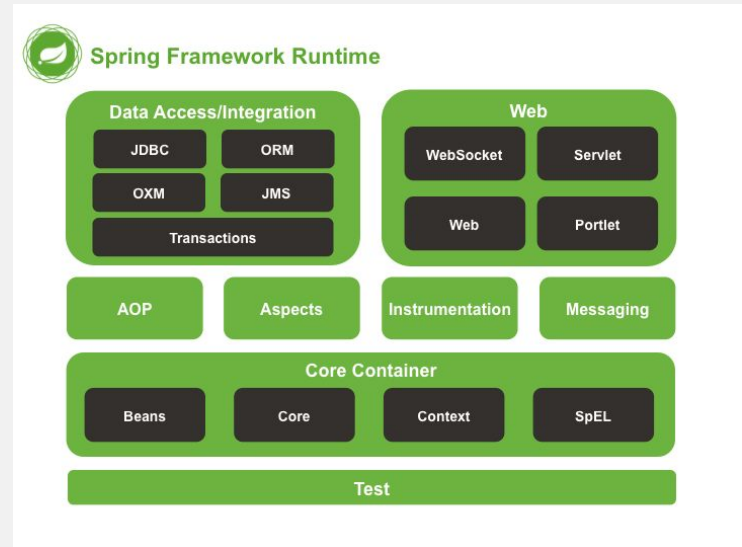 Spring Framework Runtime
Data Access/Integration
JDBC ORM
OXM JMS
Transactions
Web
WebSocket Servlet
Web Portlet
AOP Aspects Instrumentation Messaging
Core Container
Beans Core Context SpEL
Test